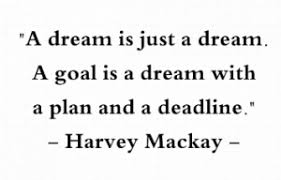 "A dream is just a dream.
A goal is a dream with
a plan and a deadline."
– Harvey Mackay –